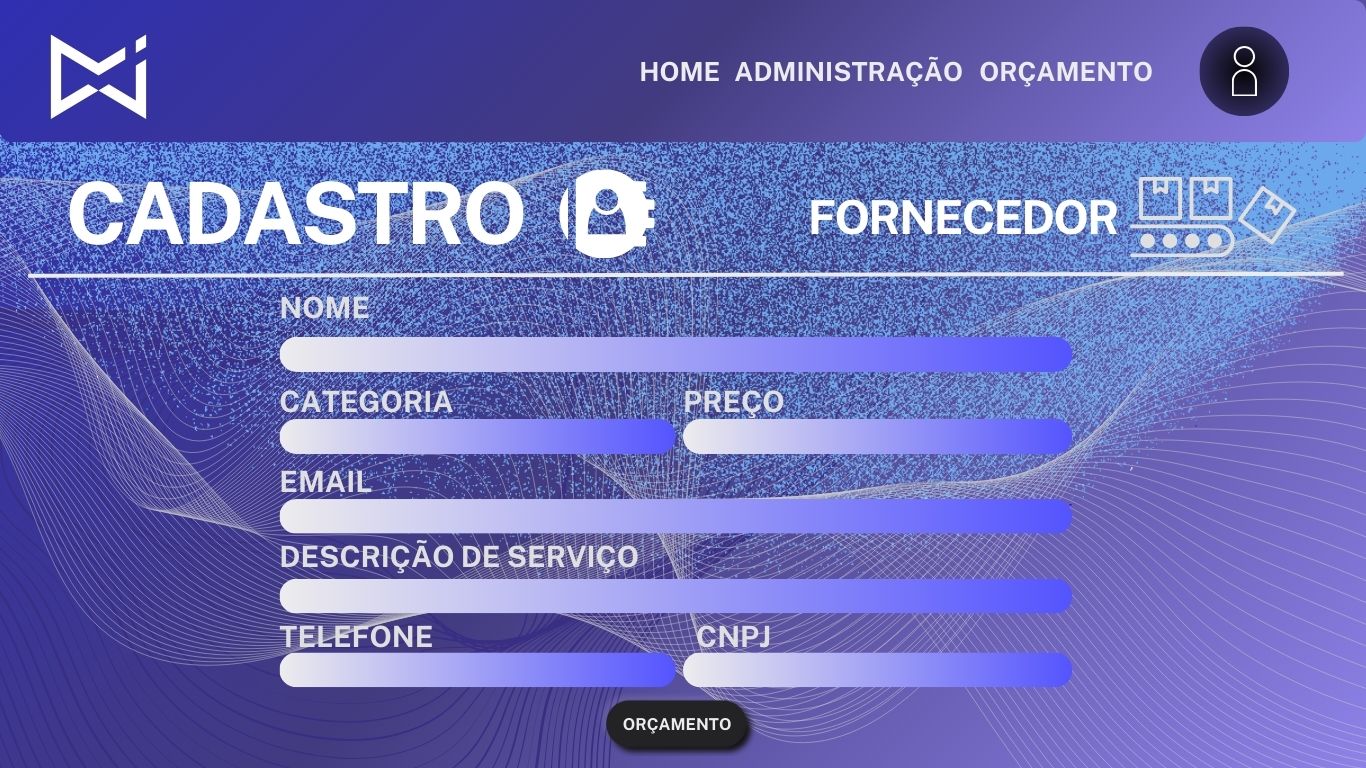 HOME ADMINISTRAÇÃO ORÇAMENTO
CADASTRO FORNECEDOR
NOME
CATEGORIA PREÇO
EMAIL
DESCRIÇÃO DE SERVIÇO
TELEFONE CNPJ
ORÇAMENTO